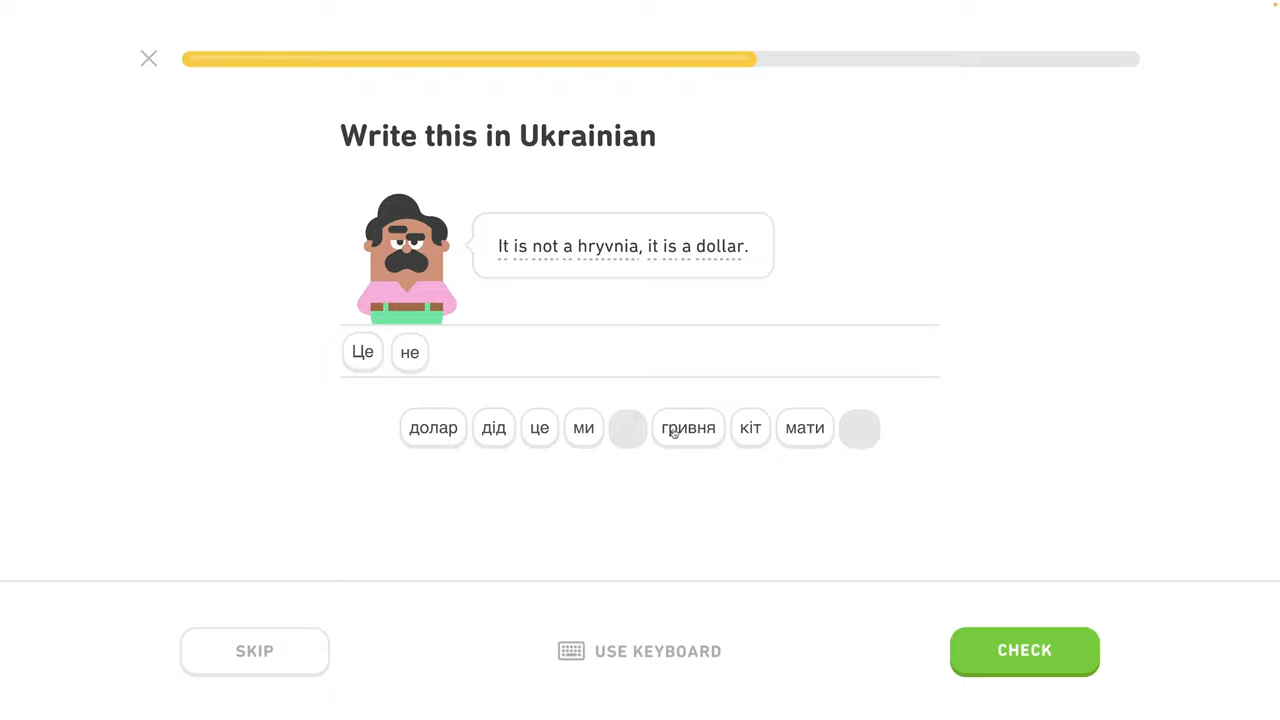 Write this in Ukrainian
It is not a hryvnia, it is a dollar.
Це не
долар дід це ми гривня кіт мати
SKIP USE KEYBOARD CHECK